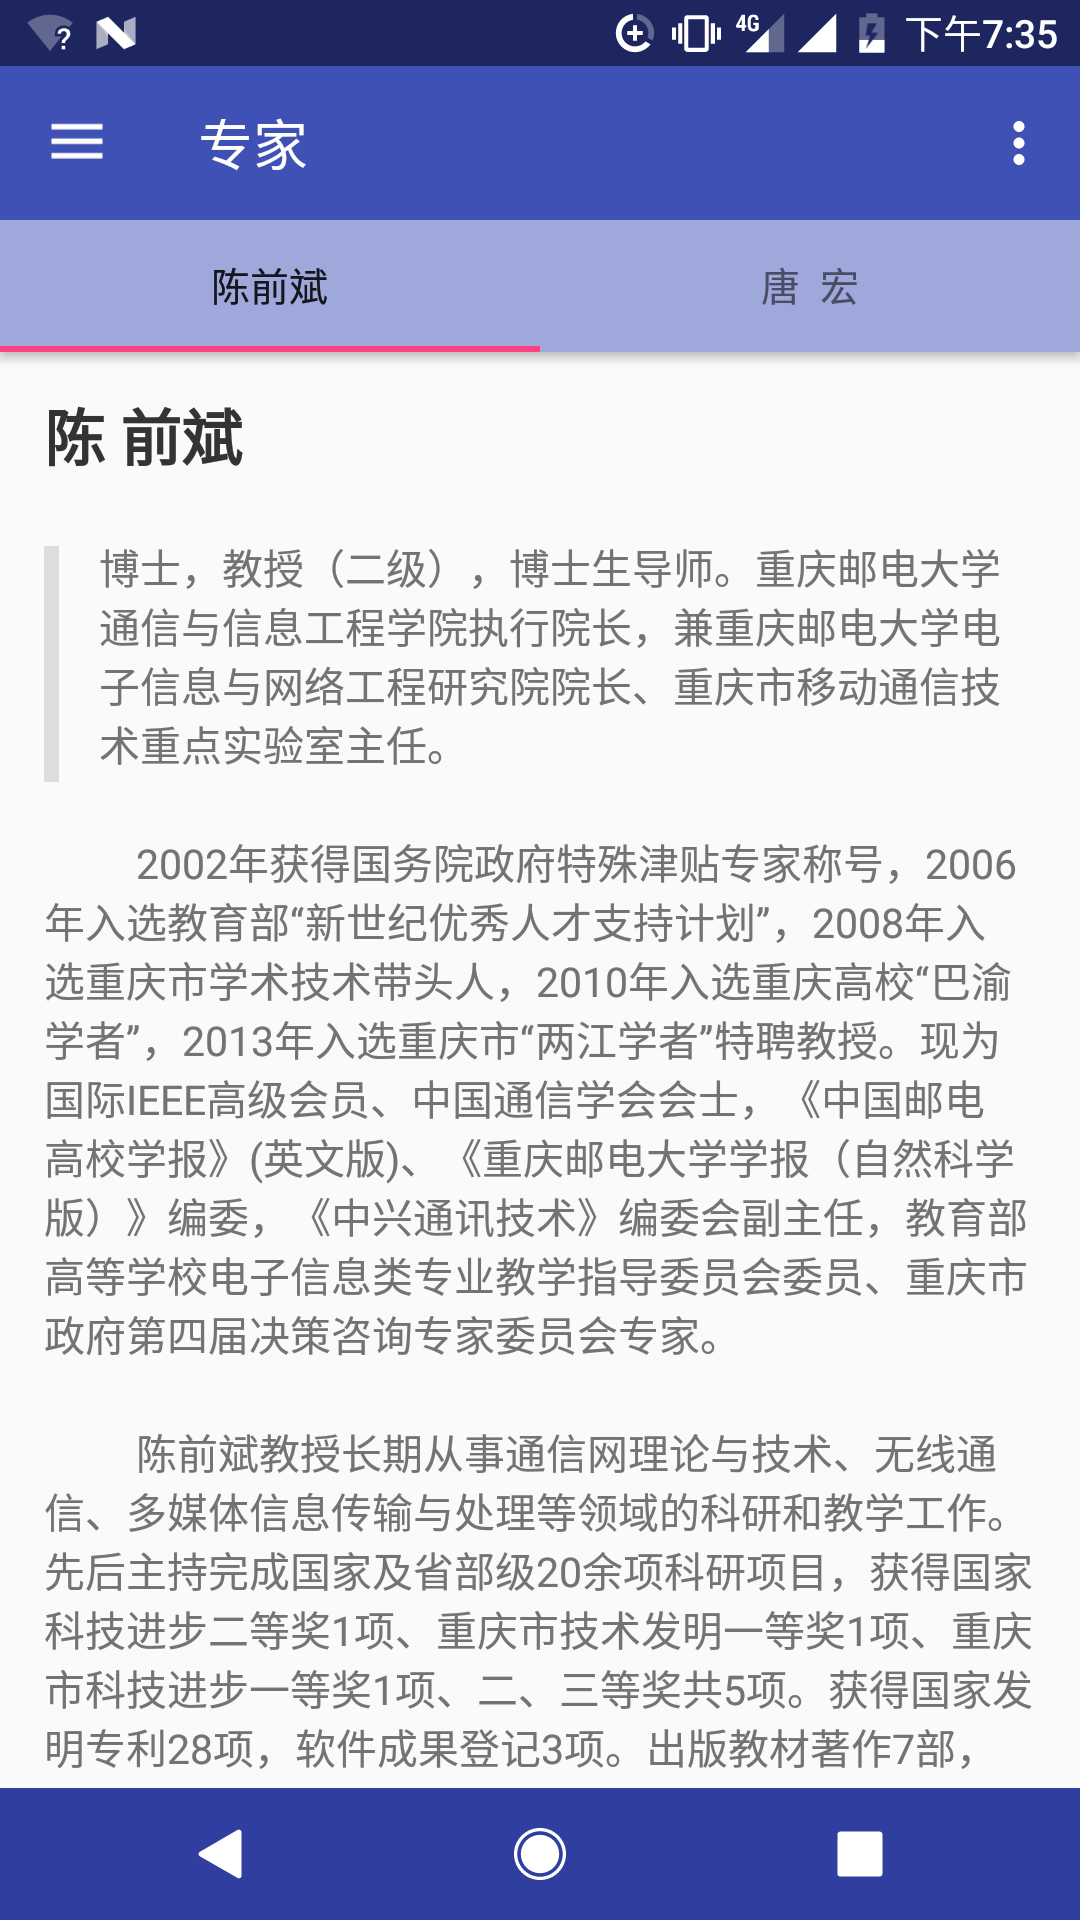 4G 下午7:35
专家
陈前斌 唐 宏
陈 前斌
博士，教授（二级），博士生导师。重庆邮电大学
通信与信息工程学院执行院长，兼重庆邮电大学电
子信息与网络工程研究院院长、重庆市移动通信技
术重点实验室主任。
2002年获得国务院政府特殊津贴专家称号，2006
年入选教育部“新世纪优秀人才支持计划”，2008年入
选重庆市学术技术带头人，2010年入选重庆高校“巴渝
学者”，2013年入选重庆市“两江学者”特聘教授。现为
国际IEEE高级会员、中国通信学会会士，《中国邮电
高校学报》(英文版)、《重庆邮电大学学报（自然科学
版）》编委，《中兴通讯技术》编委会副主任，教育部
高等学校电子信息类专业教学指导委员会委员、重庆市
政府第四届决策咨询专家委员会专家。
陈前斌教授长期从事通信网理论与技术、无线通
信、多媒体信息传输与处理等领域的科研和教学工作。
先后主持完成国家及省部级20余项科研项目，获得国家
科技进步二等奖1项、重庆市技术发明一等奖1项、重庆
市科技进步一等奖1项、二、三等奖共5项。获得国家发
明专利28项，软件成果登记3项。出版教材著作7部，